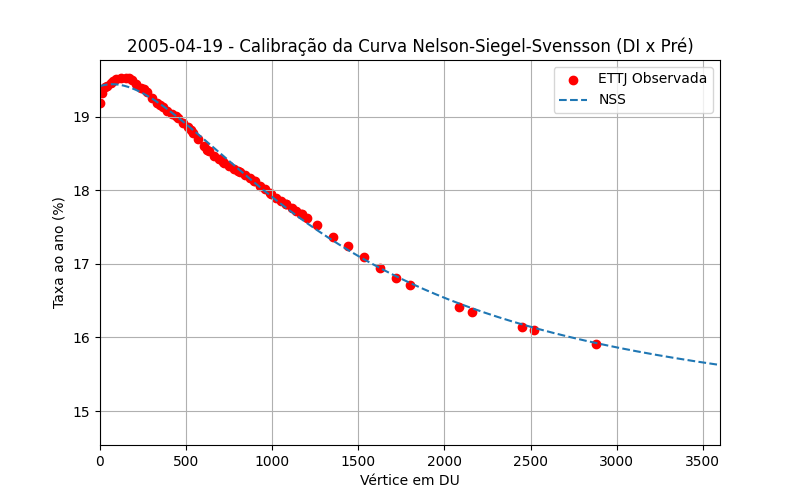 2005-04-19 - Calibração da Curva Nelson-Siegel-Svensson (DI x Pré)
ETTJ Observada
NSS
Taxa ao ano (%)
19
18
17
16
15
0 500 1000 1500 2000 2500 3000 3500
Vértice em DU